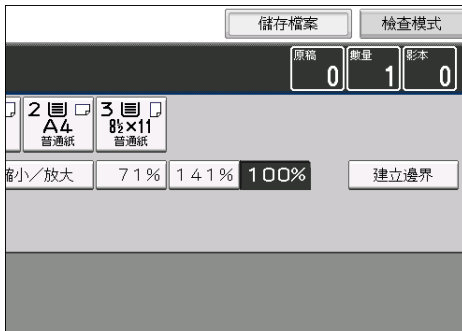 儲存檔案 檢查模式
原稿 數量 影本
0 1 0
2 3
A4 8½×11
普通紙 普通紙
縮小／放大 71% 141% 100% 建立邊界